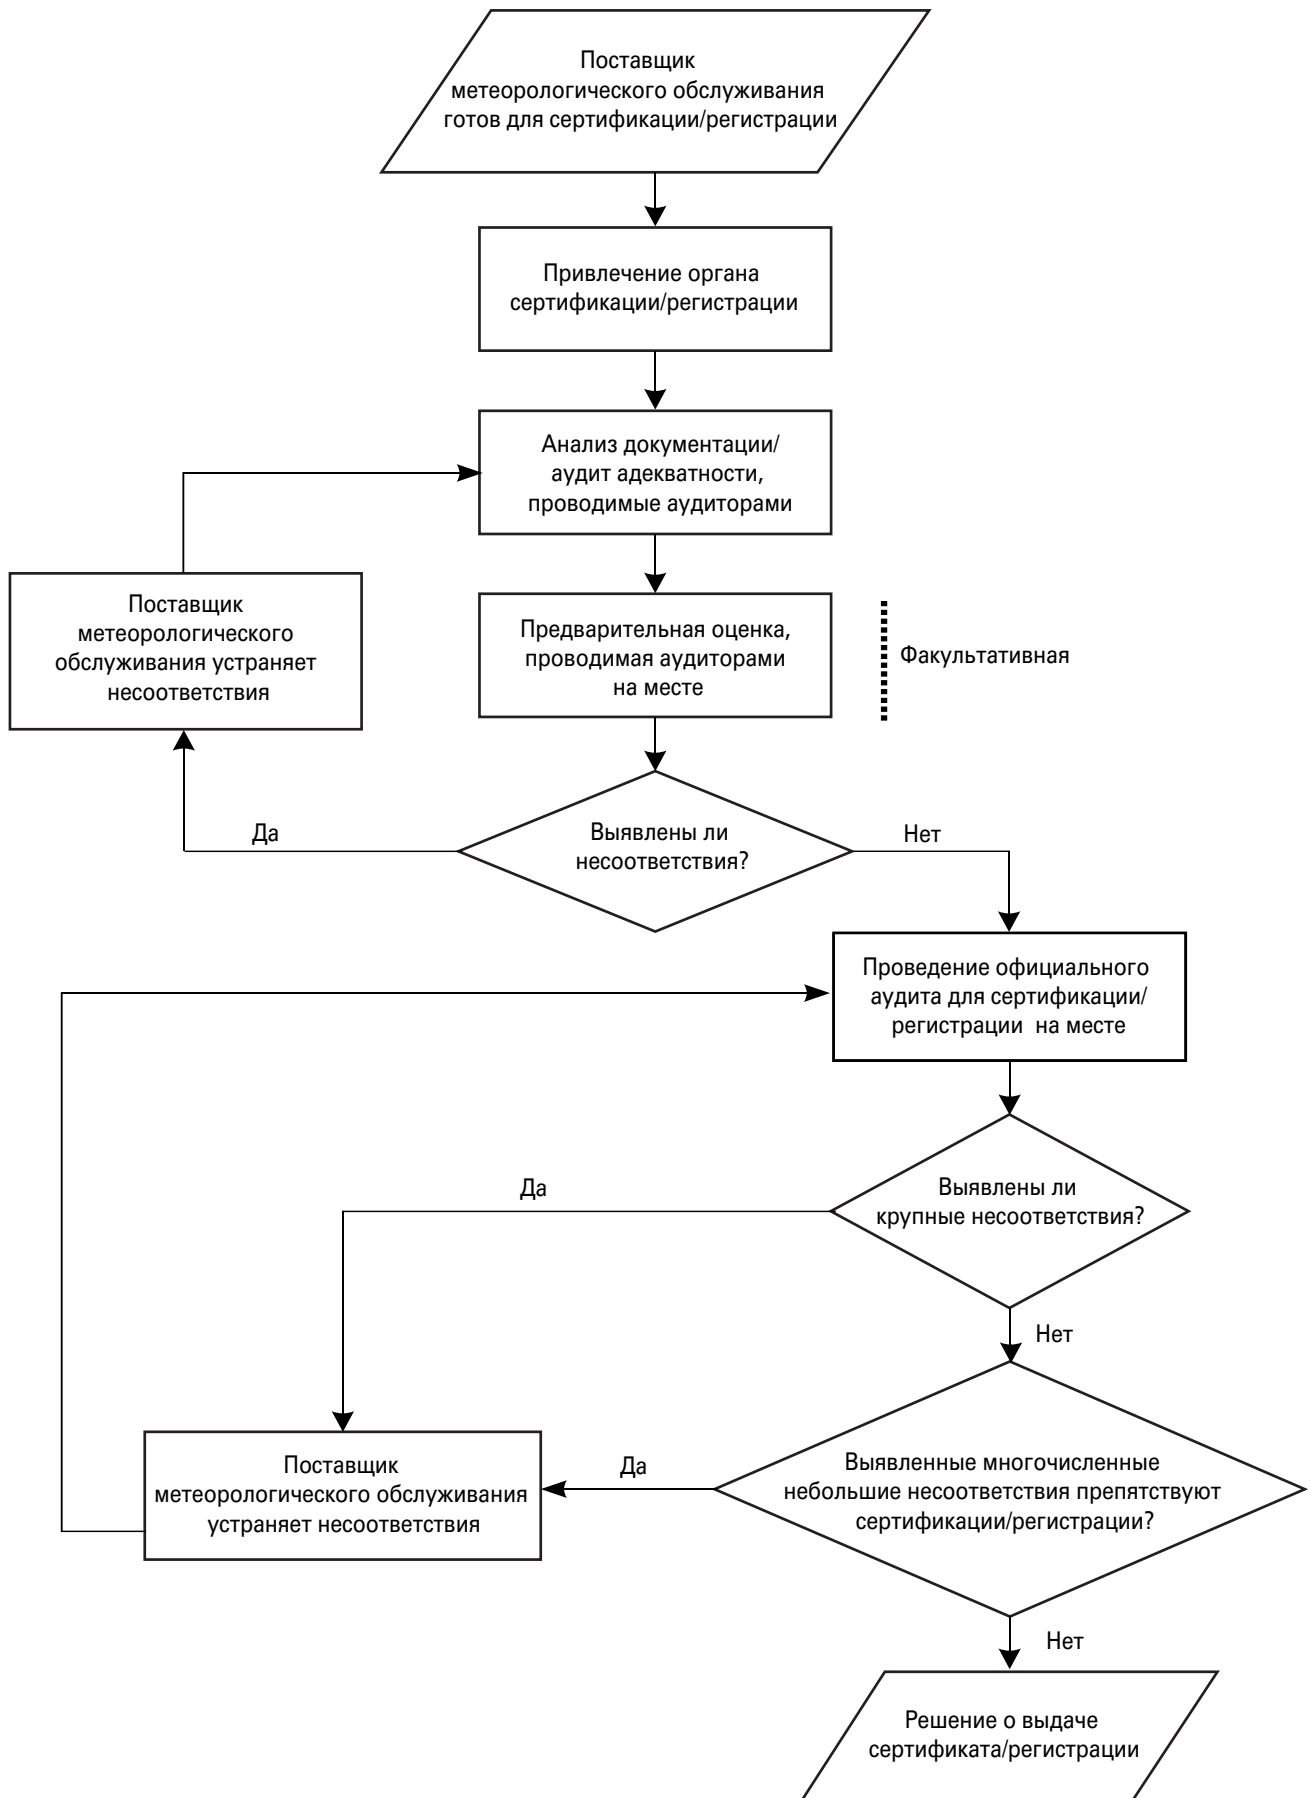 Поставщик
метеорологического обслуживания
готов для сертификации/регистрации
Привлечение органа
сертификации/регистрации
Анализ документации/
аудит адекватности,
проводимые аудиторами
Поставщик
метеорологического
обслуживания устраняет
несоответствия
Предварительная оценка,
проводимая аудиторами
на месте
Факультативная
Да
Выявлены ли
несоответствия?
Нет
Проведение официального
аудита для сертификации/
регистрации на месте
Да
Выявлены ли
крупные несоответствия?
Нет
Поставщик
метеорологического обслуживания
устраняет несоответствия
Да
Выявленные многочисленные
небольшие несоответствия препятствуют
сертификации/регистрации?
Нет
Решение о выдаче
сертификата/регистрации